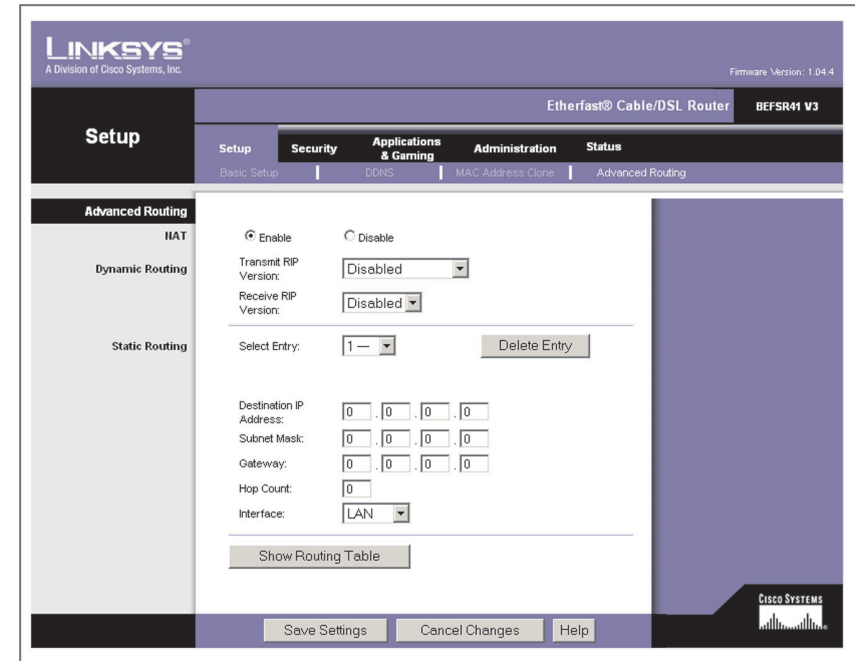 LINKSYS®
A Division of Cisco Systems, Inc.
Firmware Version: 1.04.4
Etherfast® Cable/DSL Router
BEFSR41 V3
Setup
Setup
Security
Applications
& Gaming
Administration
Status
Basic Setup
DDNS
MAC Address Clone
Advanced Routing
Advanced Routing
NAT
Enable
Disable
Dynamic Routing
Transmit RIP
Version:
Disabled
Receive RIP
Version:
Disabled
Static Routing
Select Entry:
1 —
Delete Entry
Destination IP
Address:
0 . 0 . 0 . 0
Subnet Mask:
0 . 0 . 0 . 0
Gateway:
0 . 0 . 0 . 0
Hop Count:
0
Interface:
LAN
Show Routing Table
CISCO SYSTEMS
Save Settings
Cancel Changes
Help